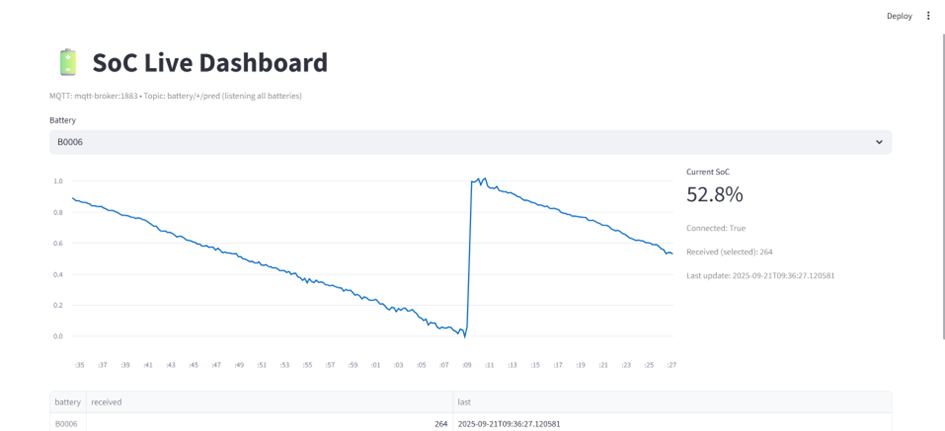 Deploy
SoC Live Dashboard
MQTT: mqtt-broker:1883 • Topic: battery/+/pred (listening all batteries)
Battery
B0006
Current SoC
52.8%
Connected: True
Received (selected): 264
Last update: 2025-09-21T09:36:27.120581
1.0
0.8
0.6
0.4
0.2
0.0
:35 :37 :39 :41 :43 :45 :47 :49 :51 :53 :55 :57 :59 :01 :03 :05 :07 :09 :11 :13 :15 :17 :19 :21 :23 :25 :27
battery received last
B0006 264 2025-09-21T09:36:27.120581